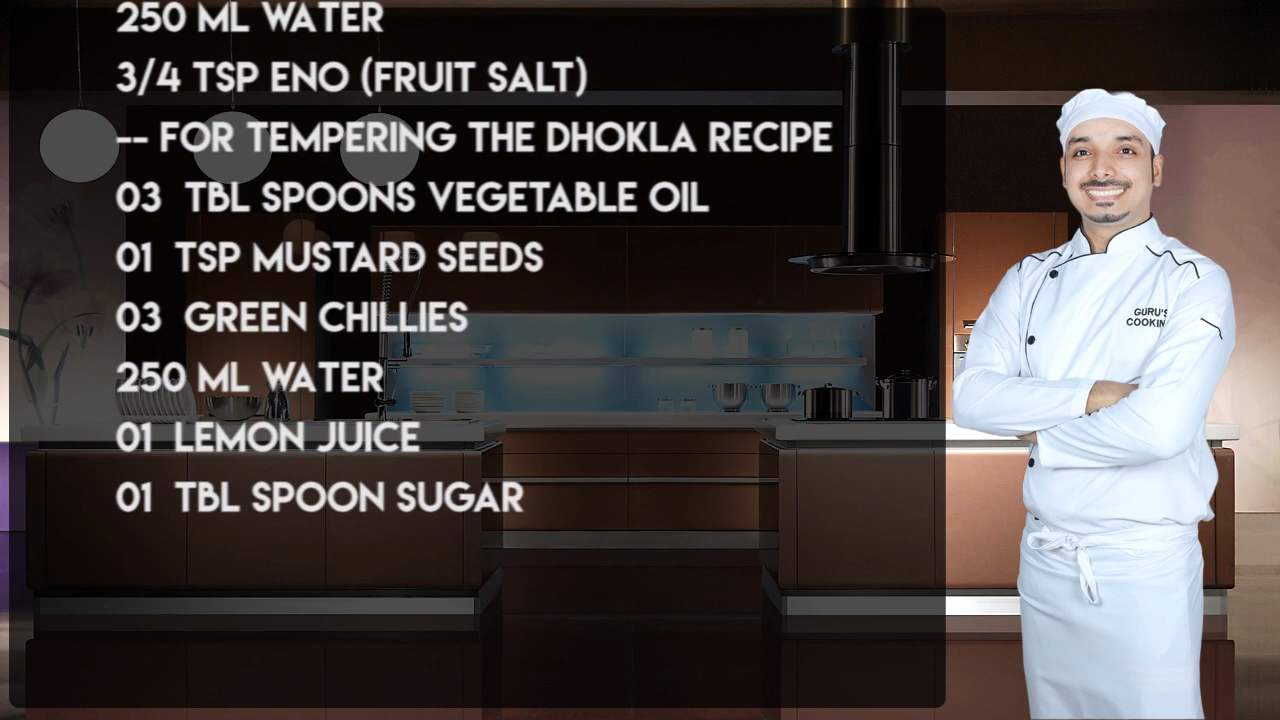 250 ML WATER
3/4 TSP ENO (FRUIT SALT)
-- FOR TEMPERING THE DHOKLA RECIPE
03 TBL SPOONS VEGETABLE OIL
01 TSP MUSTARD SEEDS
03 GREEN CHILLIES
250 ML WATER
01 LEMON JUICE
01 TBL SPOON SUGAR
GURU'S
COOKIN